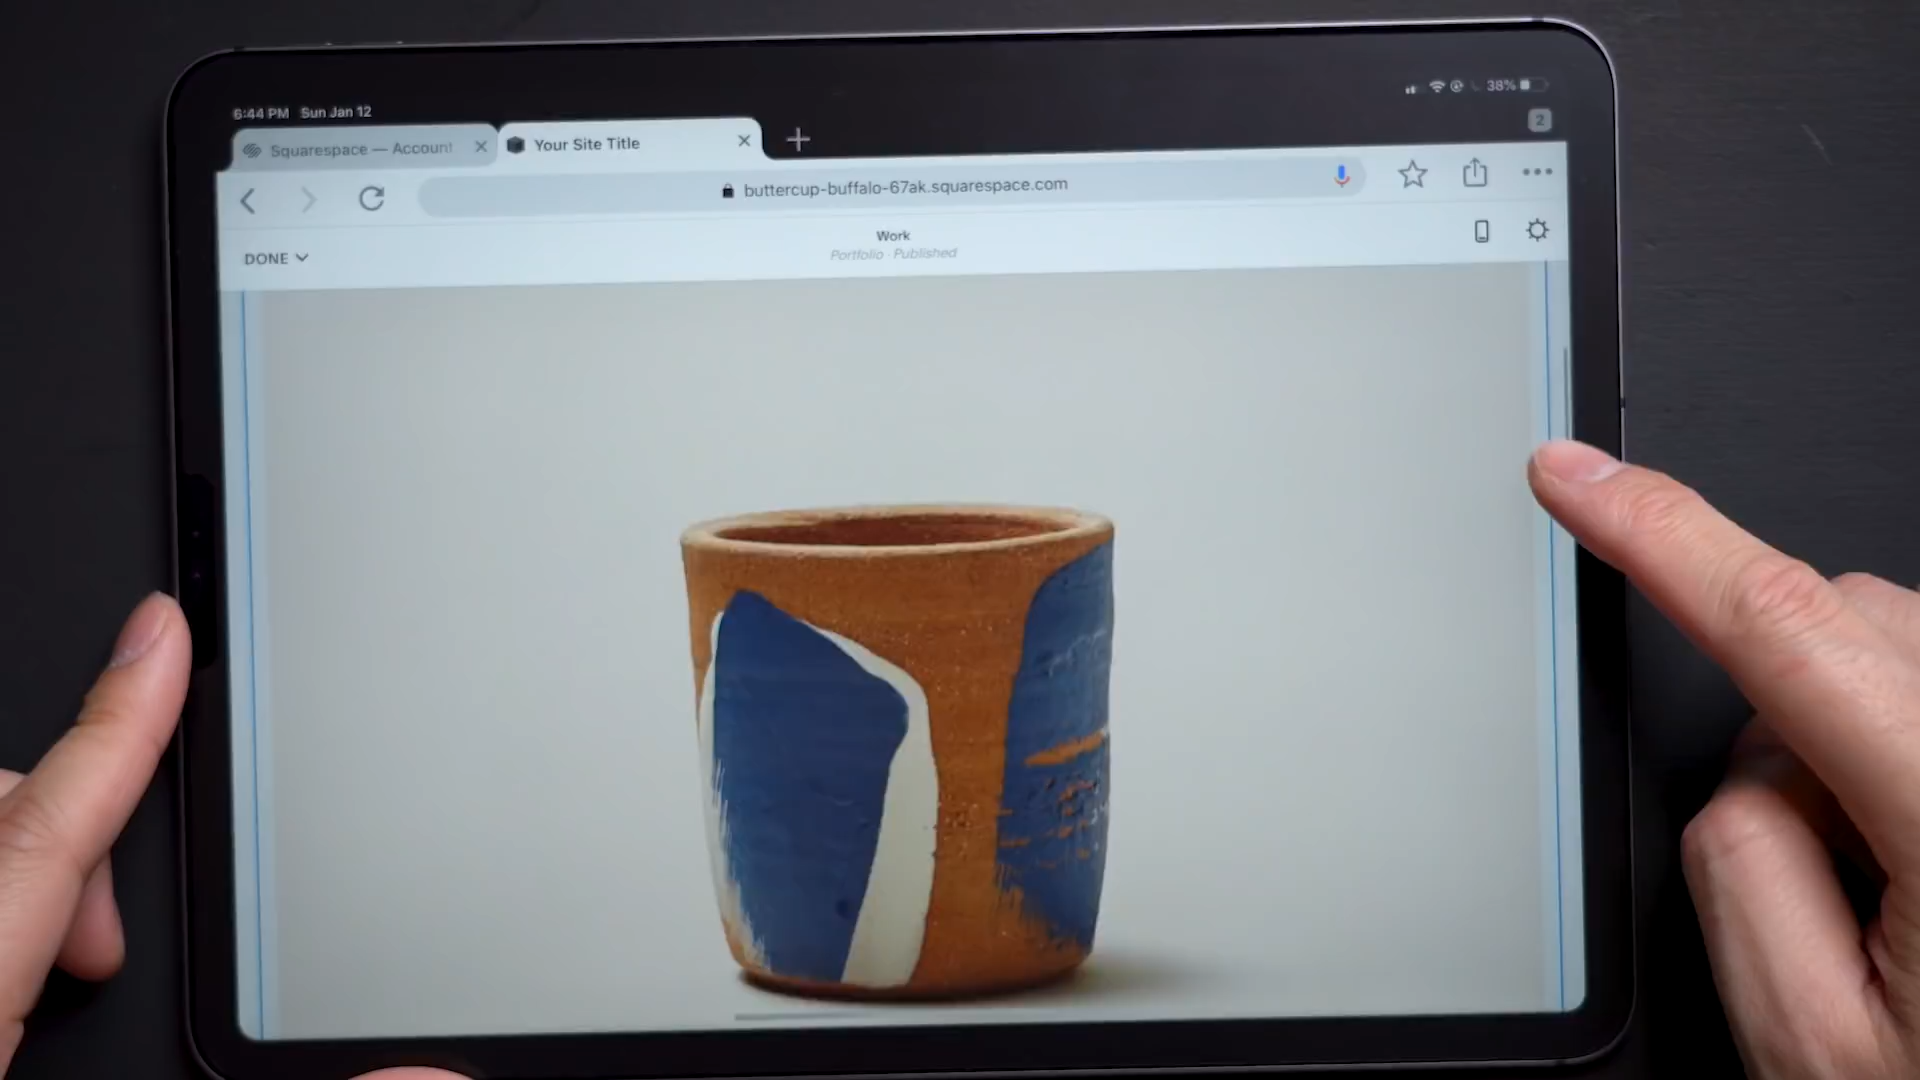 6:44 PM Sun Jan 12
38%
2
Squarespace — Account
Your Site Title
buttercup-buffalo-67ak.squarespace.com
DONE
Work
Portfolio · Published